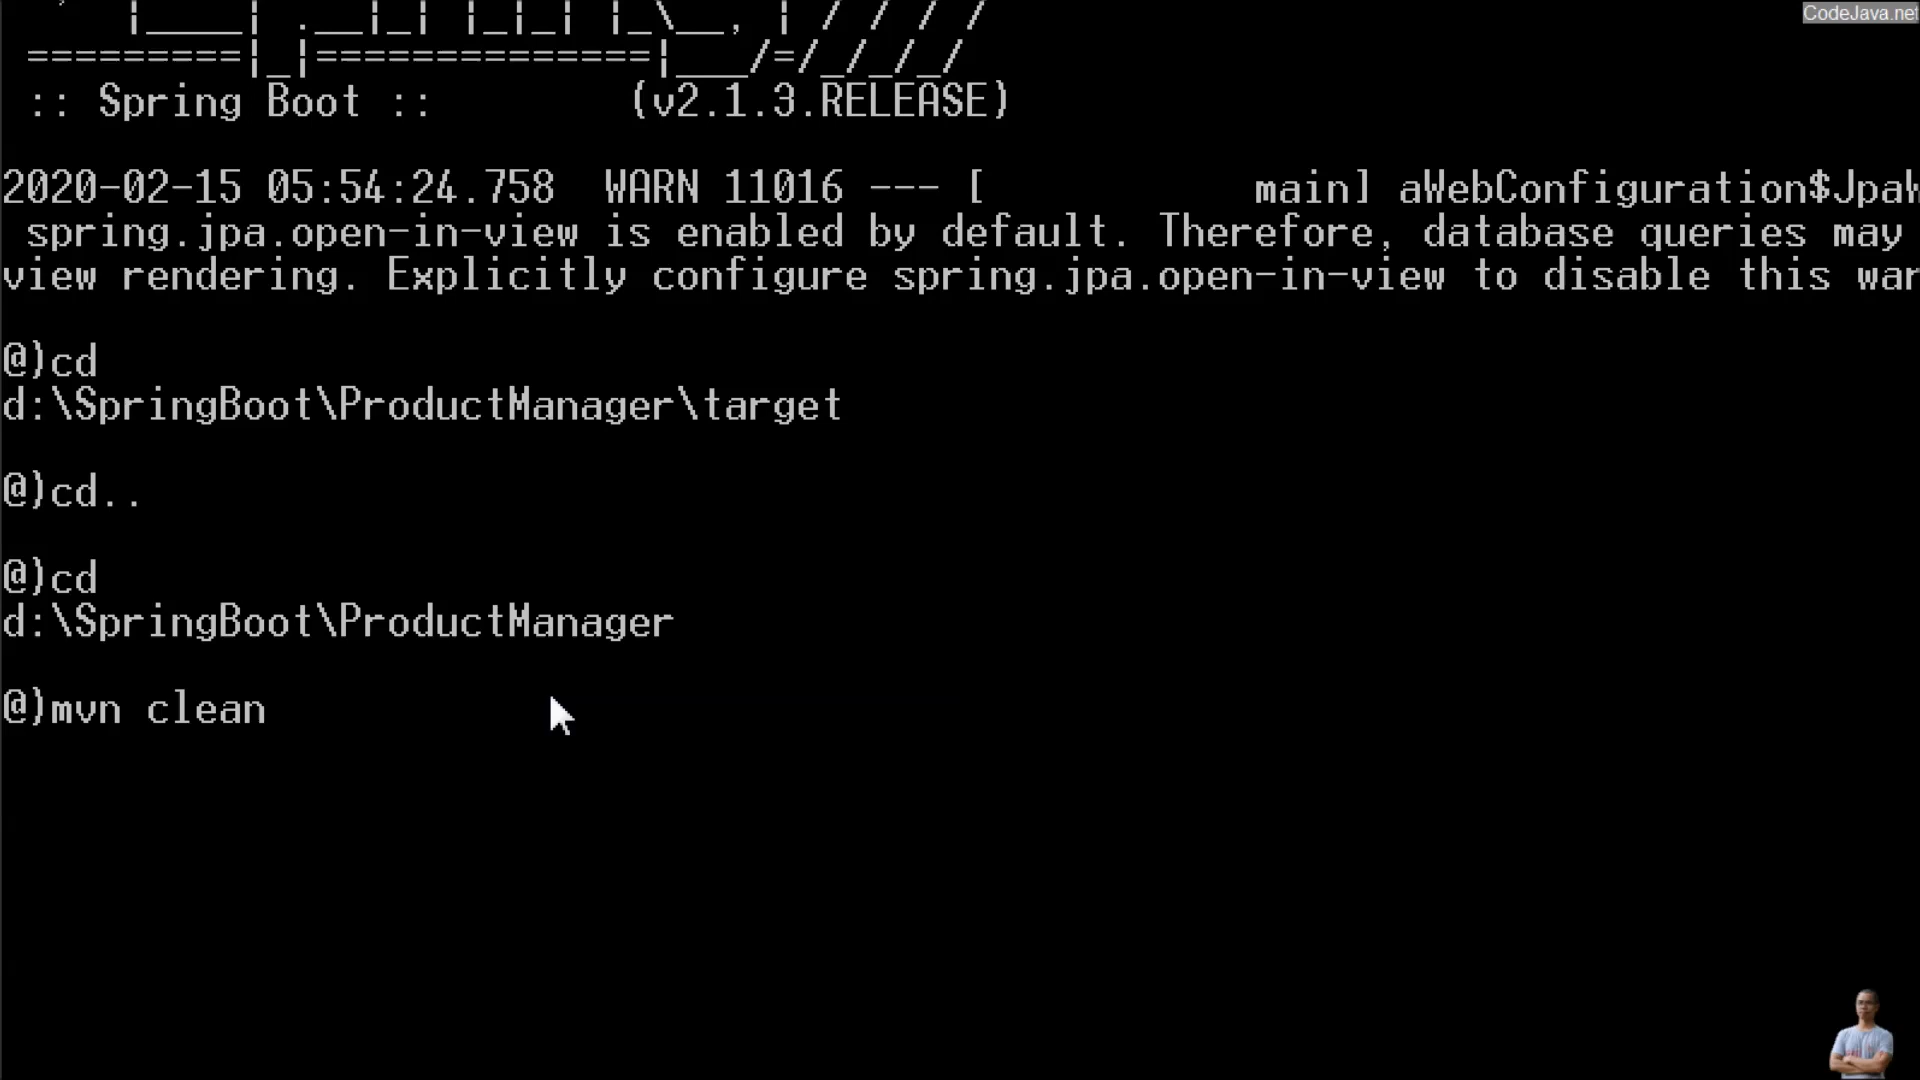 CodeJava.net
:: Spring Boot ::        (v2.1.3.RELEASE)
2020-02-15 05:54:24.758  WARN 11016 --- [           main] aWebConfiguration$JpaW
spring.jpa.open-in-view is enabled by default. Therefore, database queries may
view rendering. Explicitly configure spring.jpa.open-in-view to disable this war
@}cd
d:\SpringBoot\ProductManager\target
@}cd..
@}cd
d:\SpringBoot\ProductManager
@}mvn clean